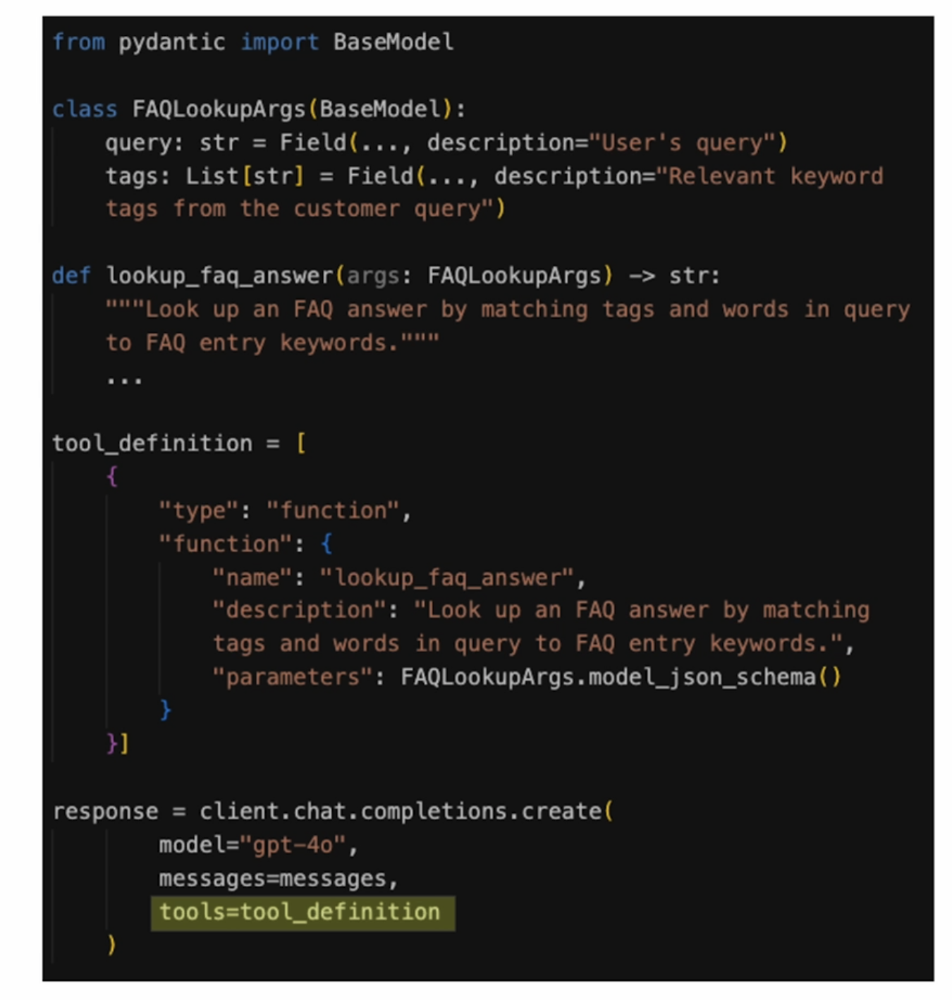 from pydantic import BaseModel
class FAQLookupArgs(BaseModel):
query: str = Field(..., description="User's query")
tags: List[str] = Field(..., description="Relevant keyword
tags from the customer query")
def lookup_faq_answer(args: FAQLookupArgs) -> str:
"""Look up an FAQ answer by matching tags and words in query
to FAQ entry keywords."""
...
tool_definition = [
{
"type": "function",
"function": {
"name": "lookup_faq_answer",
"description": "Look up an FAQ answer by matching
tags and words in query to FAQ entry keywords.",
"parameters": FAQLookupArgs.model_json_schema()
}
}]
response = client.chat.completions.create(
model="gpt-4o",
messages=messages,
tools=tool_definition
)